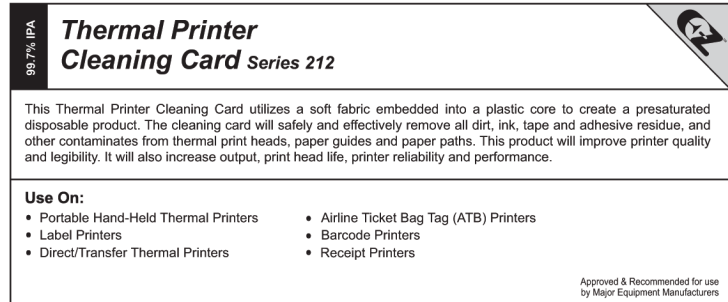 99.7% IPA
Thermal Printer
Cleaning Card Series 212
This Thermal Printer Cleaning Card utilizes a soft fabric embedded into a plastic core to create a presaturated
disposable product. The cleaning card will safely and effectively remove all dirt, ink, tape and adhesive residue, and
other contaminates from thermal print heads, paper guides and paper paths. This product will improve printer quality
and legibility. It will also increase output, print head life, printer reliability and performance.
Use On:
• Portable Hand-Held Thermal Printers
• Label Printers
• Direct/Transfer Thermal Printers
• Airline Ticket Bag Tag (ATB) Printers
• Barcode Printers
• Receipt Printers
Approved & Recommended for use
by Major Equipment Manufacturers